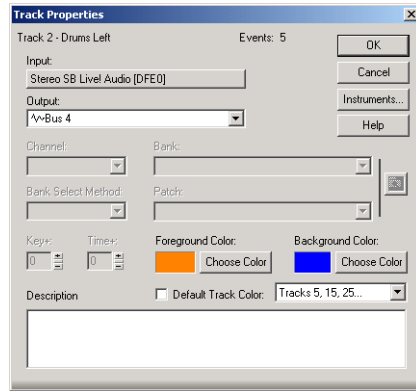 Track Properties
Track 2 - Drums Left
Events: 5
OK
Input:
Stereo SB Live! Audio [DFE0]
Cancel
Output:
Bus 4
Instruments...
Help
Channel:
Bank:
Bank Select Method:
Patch:
Key+:
Time+:
0
0
Foreground Color:
Background Color:
Choose Color
Choose Color
Description
Default Track Color:
Tracks 5, 15, 25...